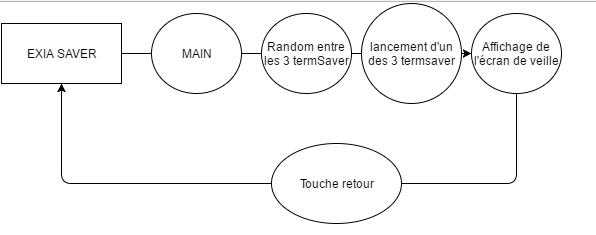 EXIA SAVER
MAIN
Random entre
les 3 termSaver
lancement d'un
des 3 termsaver
Affichage de
l'écran de veille
Touche retour